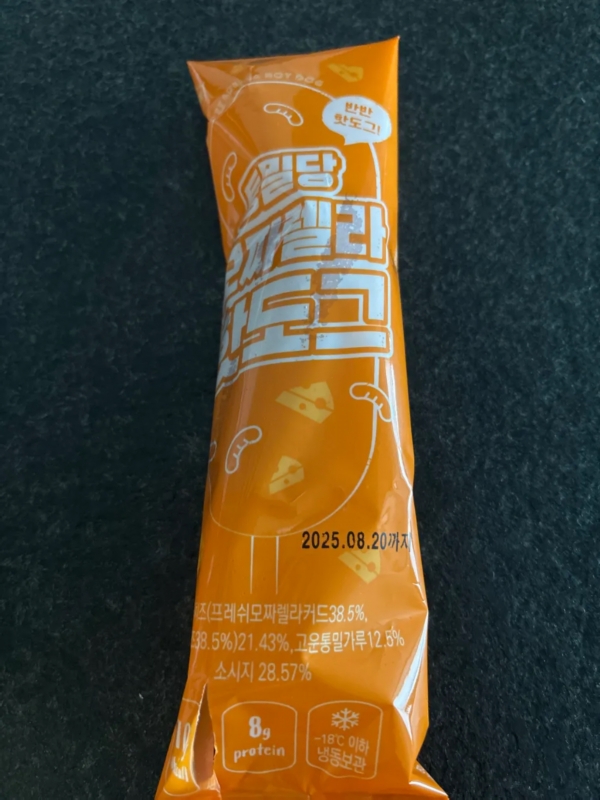 HOT DOG
반반
핫도그!
밀당
짜렐라
도그
2025.08.20까지
즈(프레쉬모짜렐라커드38.5%,
38.5%)21.43%,고운통밀가루12.5%
소시지 28.57%
8g
protein
-18℃ 이하
냉동보관